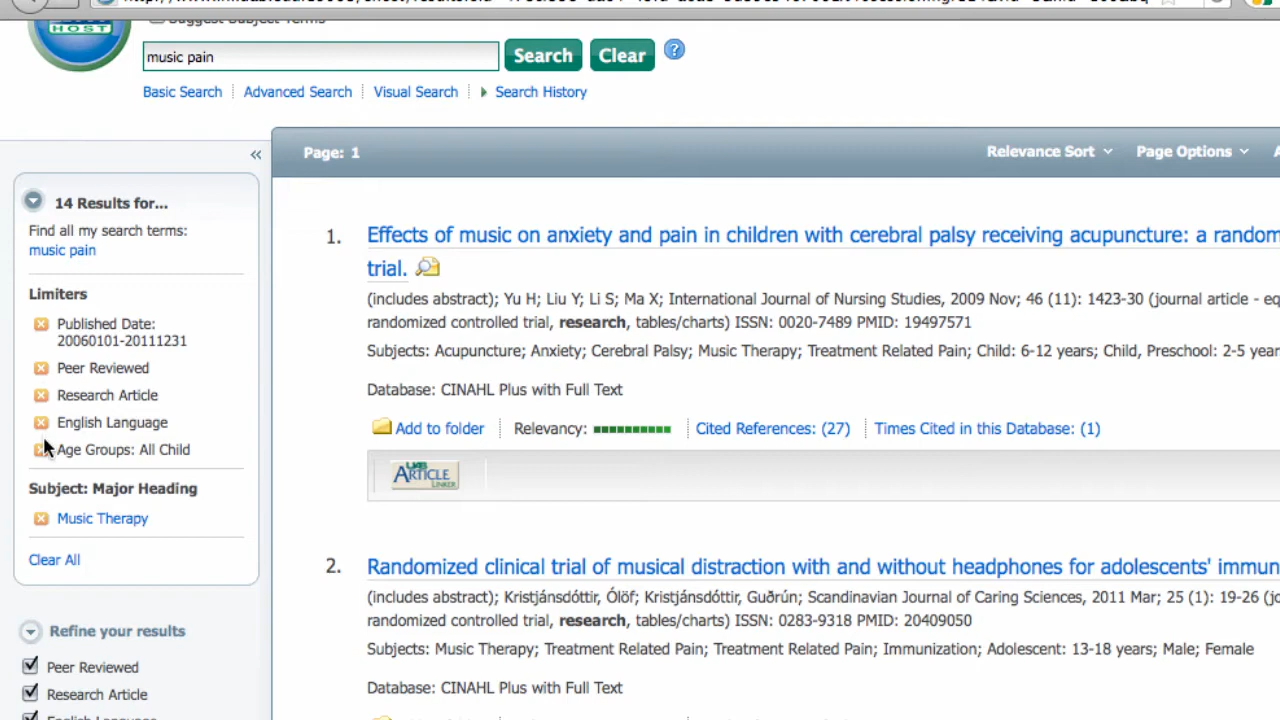 HOST
Suggest Subject Terms
music pain
Search
Clear
?
Basic Search
Advanced Search
Visual Search
Search History
«
Page: 1
Relevance Sort
Page Options
14 Results for...
Find all my search terms:
music pain
Limiters
Published Date:
20060101-20111231
Peer Reviewed
Research Article
English Language
Age Groups: All Child
Subject: Major Heading
Music Therapy
Clear All
Refine your results
Peer Reviewed
Research Article
English Language
1.
Effects of music on anxiety and pain in children with cerebral palsy receiving acupuncture: a random
trial.
(includes abstract); Yu H; Liu Y; Li S; Ma X; International Journal of Nursing Studies, 2009 Nov; 46 (11): 1423-30 (journal article - eq
randomized controlled trial, research, tables/charts) ISSN: 0020-7489 PMID: 19497571
Subjects: Acupuncture; Anxiety; Cerebral Palsy; Music Therapy; Treatment Related Pain; Child: 6-12 years; Child, Preschool: 2-5 year
Database: CINAHL Plus with Full Text
Add to folder
Relevancy:
Cited References: (27)
Times Cited in this Database: (1)
UAB
ARTICLE
LINKER
2.
Randomized clinical trial of musical distraction with and without headphones for adolescents' immun
(includes abstract); Kristjánsdóttir, Ólöf; Kristjánsdóttir, Guðrún; Scandinavian Journal of Caring Sciences, 2011 Mar; 25 (1): 19-26 (jo
randomized controlled trial, research, tables/charts) ISSN: 0283-9318 PMID: 20409050
Subjects: Music Therapy; Treatment Related Pain; Treatment Related Pain; Immunization; Adolescent: 13-18 years; Male; Female
Database: CINAHL Plus with Full Text